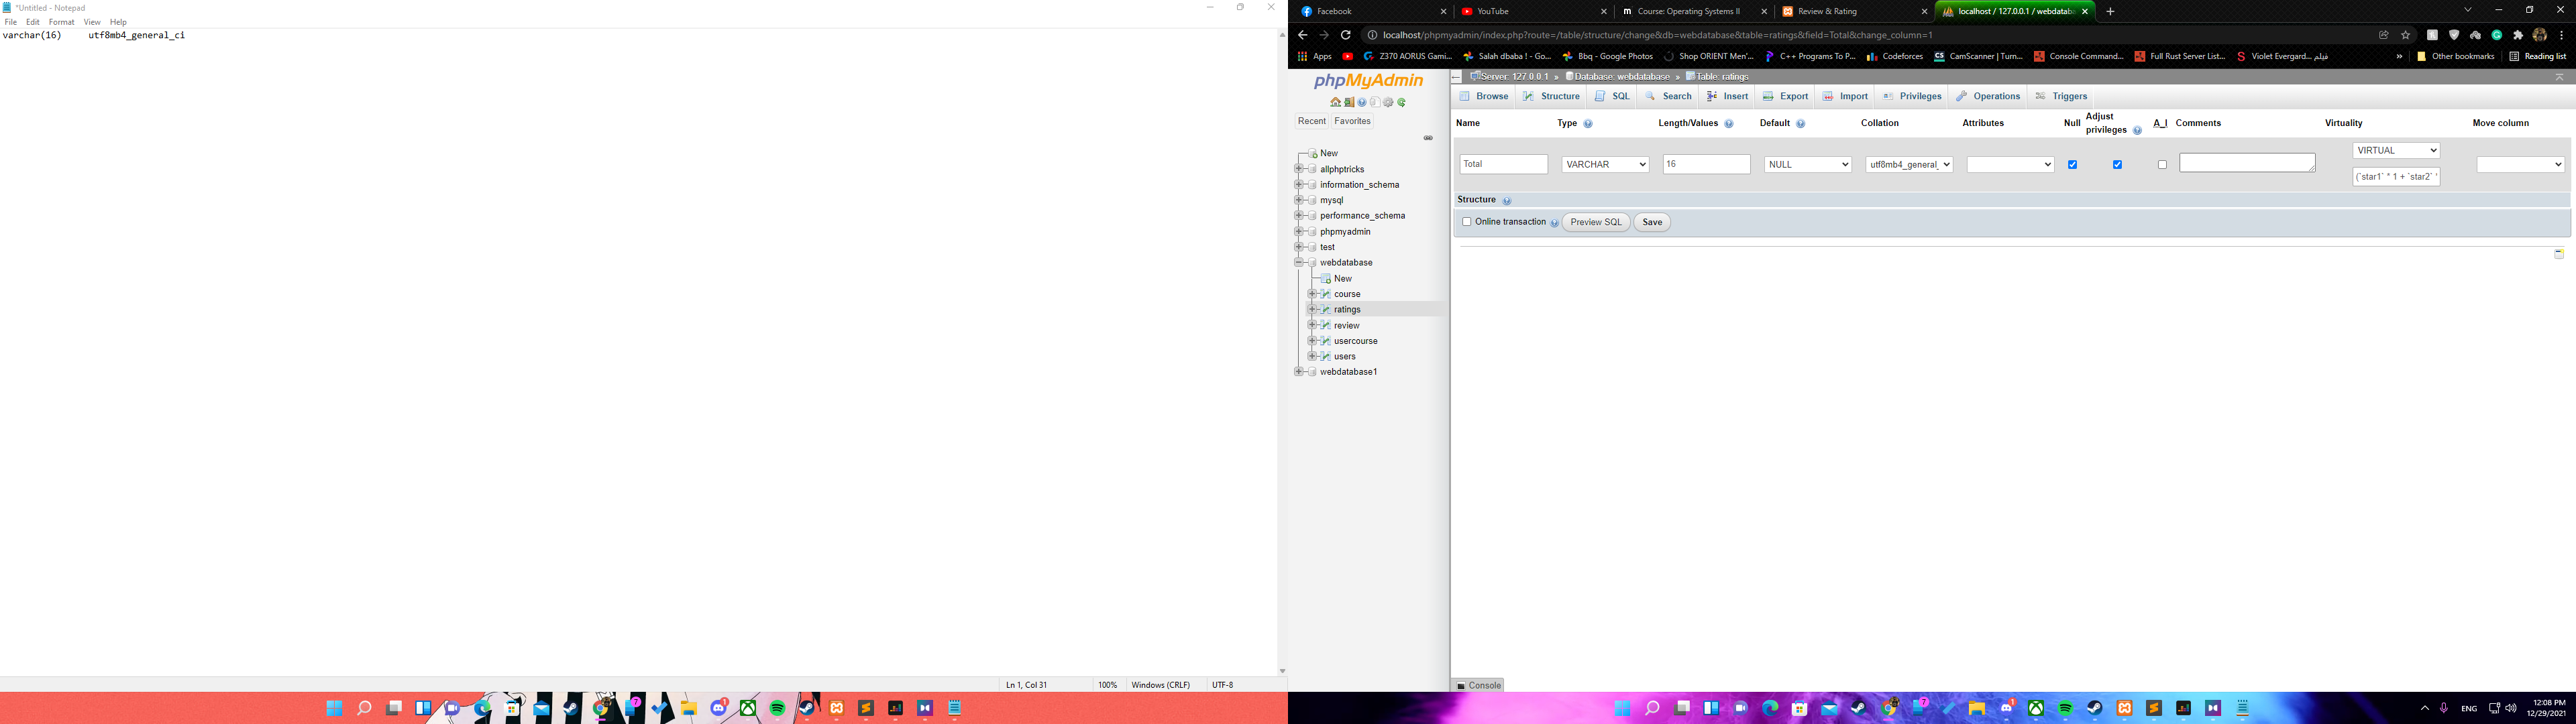 *Untitled - Notepad
File Edit Format View Help
varchar(16) utf8mb4_general_ci
Ln 1, Col 31 100% Windows (CRLF) UTF-8
Facebook YouTube Course: Operating Systems II Review & Rating localhost / 127.0.0.1 / webdatab
localhost/phpmyadmin/index.php?route=/table/structure/change&db=webdatabase&table=ratings&field=Total&change_column=1
Apps Z370 AORUS Gami... Salah dbaba ! - Go... Bbq - Google Photos Shop ORIENT Men'... C++ Programs To P... Codeforces CS CamScanner | Turn... Console Command... Full Rust Server List... S Violet Evergard... فيلم » Other bookmarks Reading list
phpMyAdmin
Recent Favorites
New
allphptricks
information_schema
mysql
performance_schema
phpmyadmin
test
webdatabase
New
course
ratings
review
usercourse
users
webdatabase1
Server: 127.0.0.1 » Database: webdatabase » Table: ratings
Browse Structure SQL Search Insert Export Import Privileges Operations Triggers
Name Type Length/Values Default Collation Attributes Null Adjust privileges A_I Comments Virtuality Move column
Total VARCHAR 16 NULL utf8mb4_general_ VIRTUAL
(`star1` * 1 + `star2` *
Structure
Online transaction Preview SQL Save
Console
ENG 12:08 PM
12/29/2021